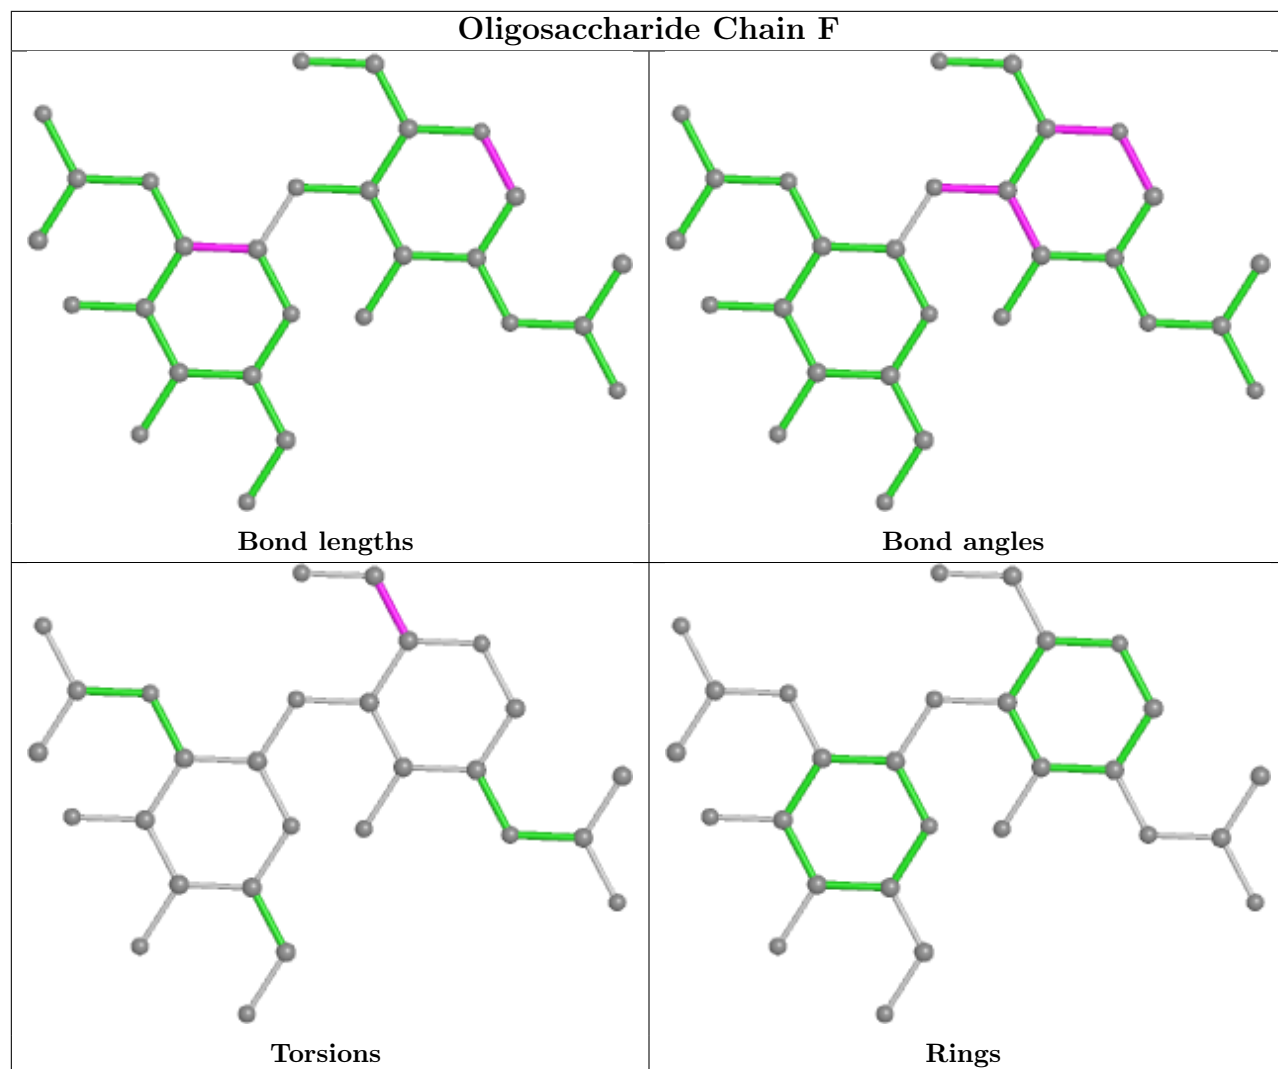 Oligosaccharide Chain F
Bond lengths
Bond angles
Torsions
Rings